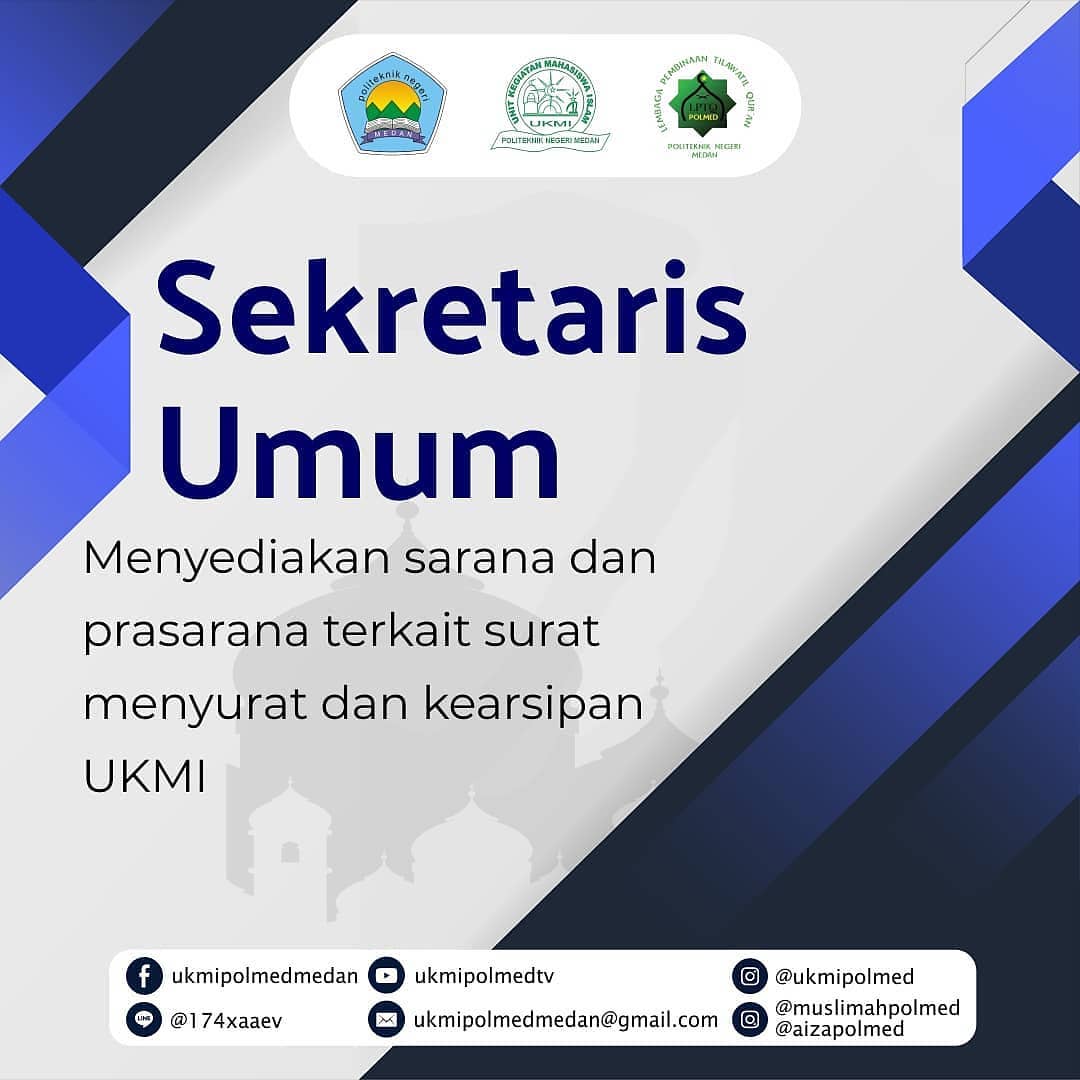 politeknik negeri
MEDAN
UNIT KEGIATAN MAHASISWA ISLAM
UKMI
POLITEKNIK NEGERI MEDAN
LEMBAGA PEMBINAAN TILAWATIL QUR'AN
LPTQ
POLMED
POLITEKNIK NEGERI
MEDAN
Sekretaris
Umum
Menyediakan sarana dan
prasarana terkait surat
menyurat dan kearsipan
UKMI
ukmipolmedmedan
ukmipolmedtv
@ukmipolmed
@174xaaev
ukmipolmedmedan@gmail.com
@muslimahpolmed
@aizapolmed